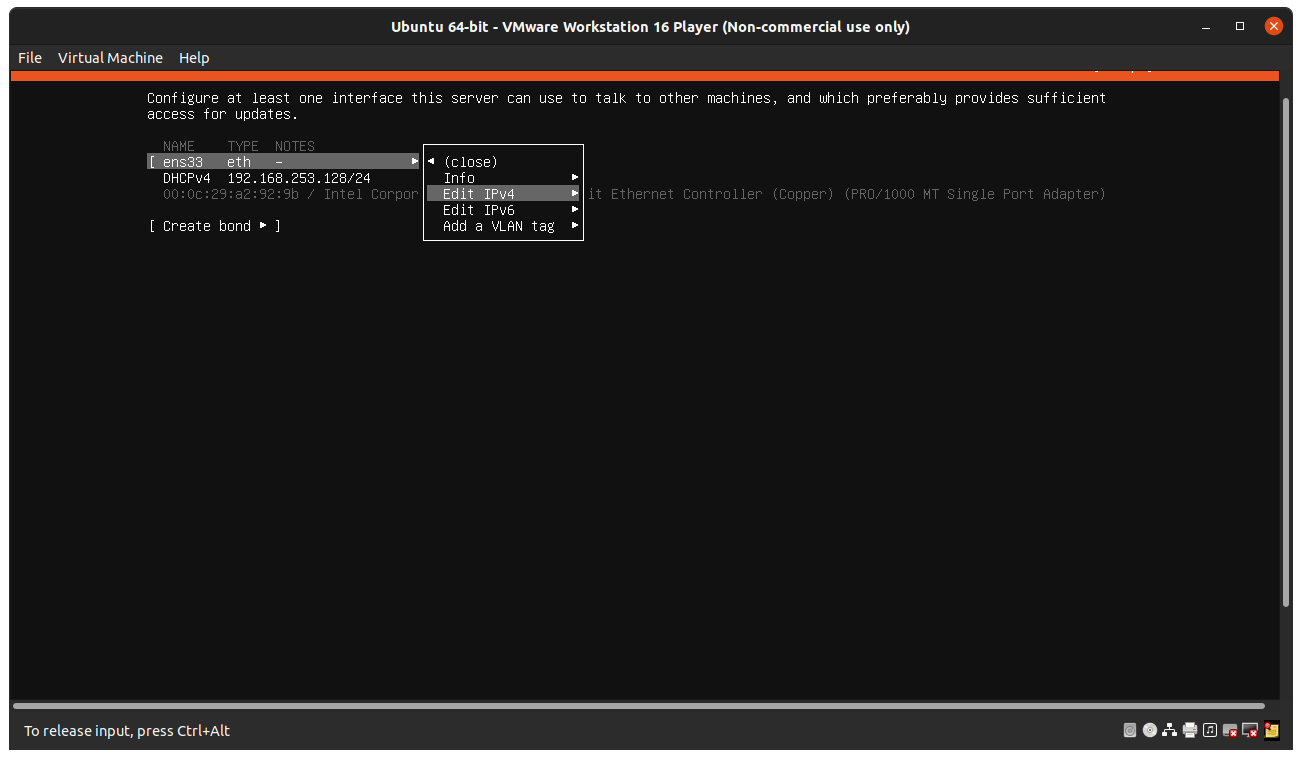 Ubuntu 64-bit - VMware Workstation 16 Player (Non-commercial use only)
File Virtual Machine Help
Configure at least one interface this server can use to talk to other machines, and which preferably provides sufficient
access for updates.
NAME TYPE NOTES
[ ens33 eth - ▸ ◂ (close)
DHCPv4 192.168.253.128/24 Info ▸
00:0c:29:a2:92:9b / Intel Corpor Edit IPv4 ▸ it Ethernet Controller (Copper) (PRO/1000 MT Single Port Adapter)
Edit IPv6 ▸
[ Create bond ▸ ] Add a VLAN tag ▸
To release input, press Ctrl+Alt